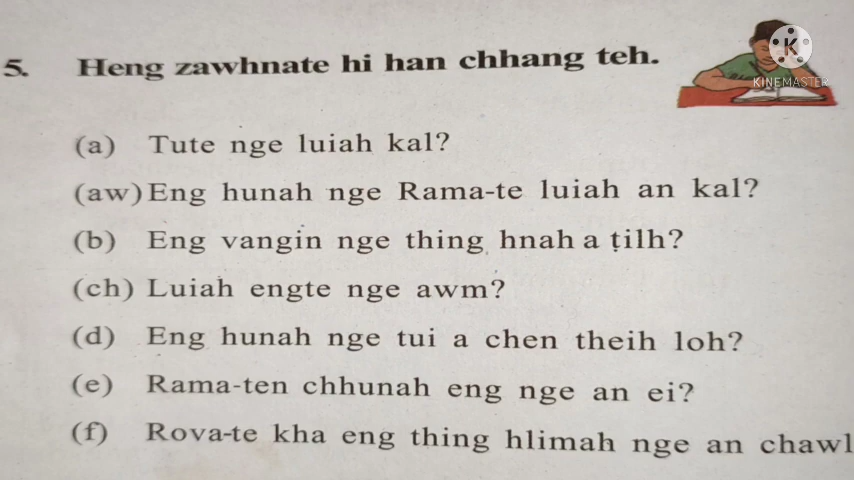 5. Heng zawhnate hi han chhang teh.
KINEMASTER
(a) Tute nge luiah kal?
(aw) Eng hunah nge Rama-te luiah an kal?
(b) Eng vangin nge thing hnah a ṭilh?
(ch) Luiah engte nge awm?
(d) Eng hunah nge tui a chen theih loh?
(e) Rama-ten chhunah eng nge an ei?
(f) Rova-te kha eng thing hlimah nge an chawl